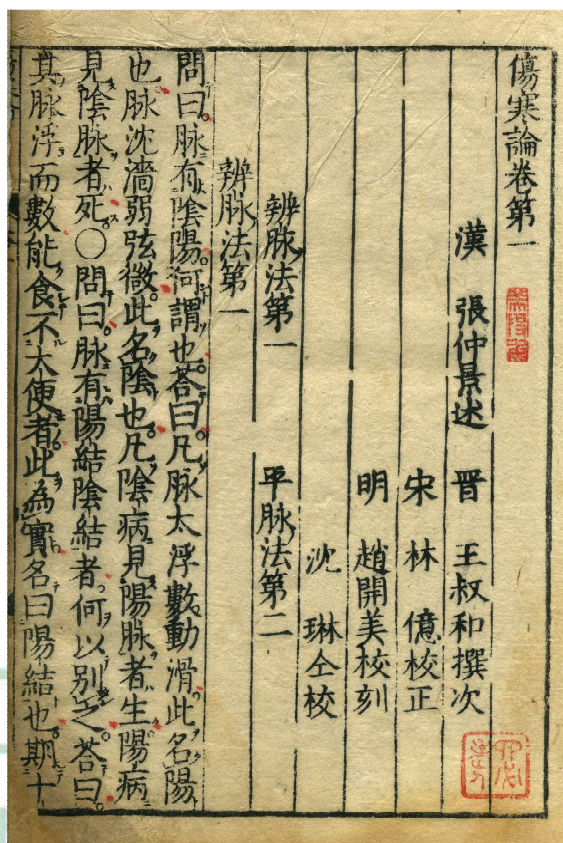 傷寒論卷第一
漢 張仲景述 晋 王叔和撰次
宋 林 億校正
明 趙開美校刻
沈 琳仝校
辨脉法第一 平脉法第二
辨脉法第一
問曰脉有陰陽何謂也荅曰凡脉大浮數動滑此名陽
也脉沈濇弱弦微此名陰也凡陰病見陽脉者生陽病
見陰脉者死〇問曰脉有陽結陰結者何以別之荅曰
其脉浮而數能食不大便者此為實名曰陽結也期十